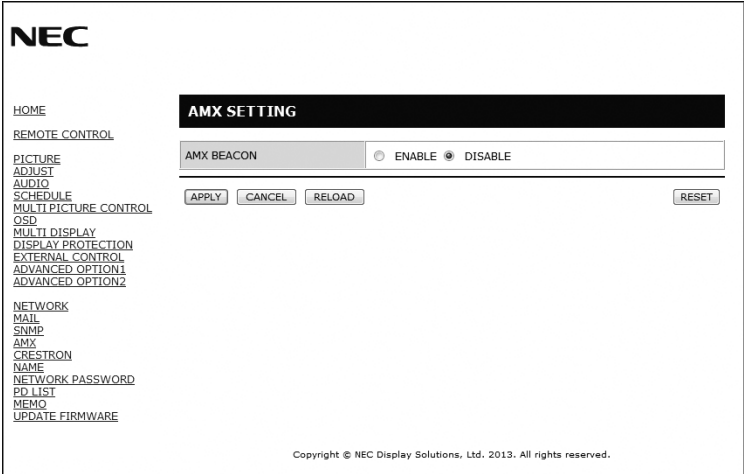 NEC
HOME
REMOTE CONTROL
PICTURE
ADJUST
AUDIO
SCHEDULE
MULTI PICTURE CONTROL
OSD
MULTI DISPLAY
DISPLAY PROTECTION
EXTERNAL CONTROL
ADVANCED OPTION1
ADVANCED OPTION2
NETWORK
MAIL
SNMP
AMX
CRESTRON
NAME
NETWORK PASSWORD
PD LIST
MEMO
UPDATE FIRMWARE
AMX SETTING
AMX BEACON ENABLE DISABLE
APPLY CANCEL RELOAD RESET
Copyright © NEC Display Solutions, Ltd. 2013. All rights reserved.